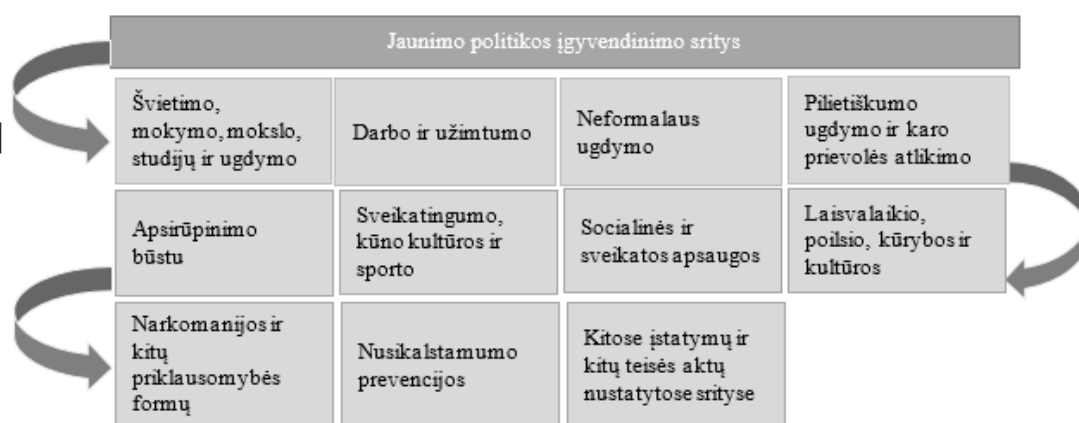 Jaunimo politikos įgyvendinimo sritys
Švietimo,
mokymo, mokslo,
studijų ir ugdymo
Darbo ir užimtumo
Neformalaus
ugdymo
Pilietiškumo
ugdymo ir karo
prievolės atlikimo
Apsirūpinimo
būstu
Sveikatingumo,
kūno kultūros ir
sporto
Socialinės ir
sveikatos apsaugos
Laisvalaikio,
poilsio, kūrybos ir
kultūros
Narkomanijos ir
kitų
priklausomybės
formų
Nusikalstamumo
prevencijos
Kitose įstatymų ir
kitų teisės aktų
nustatytose srityse